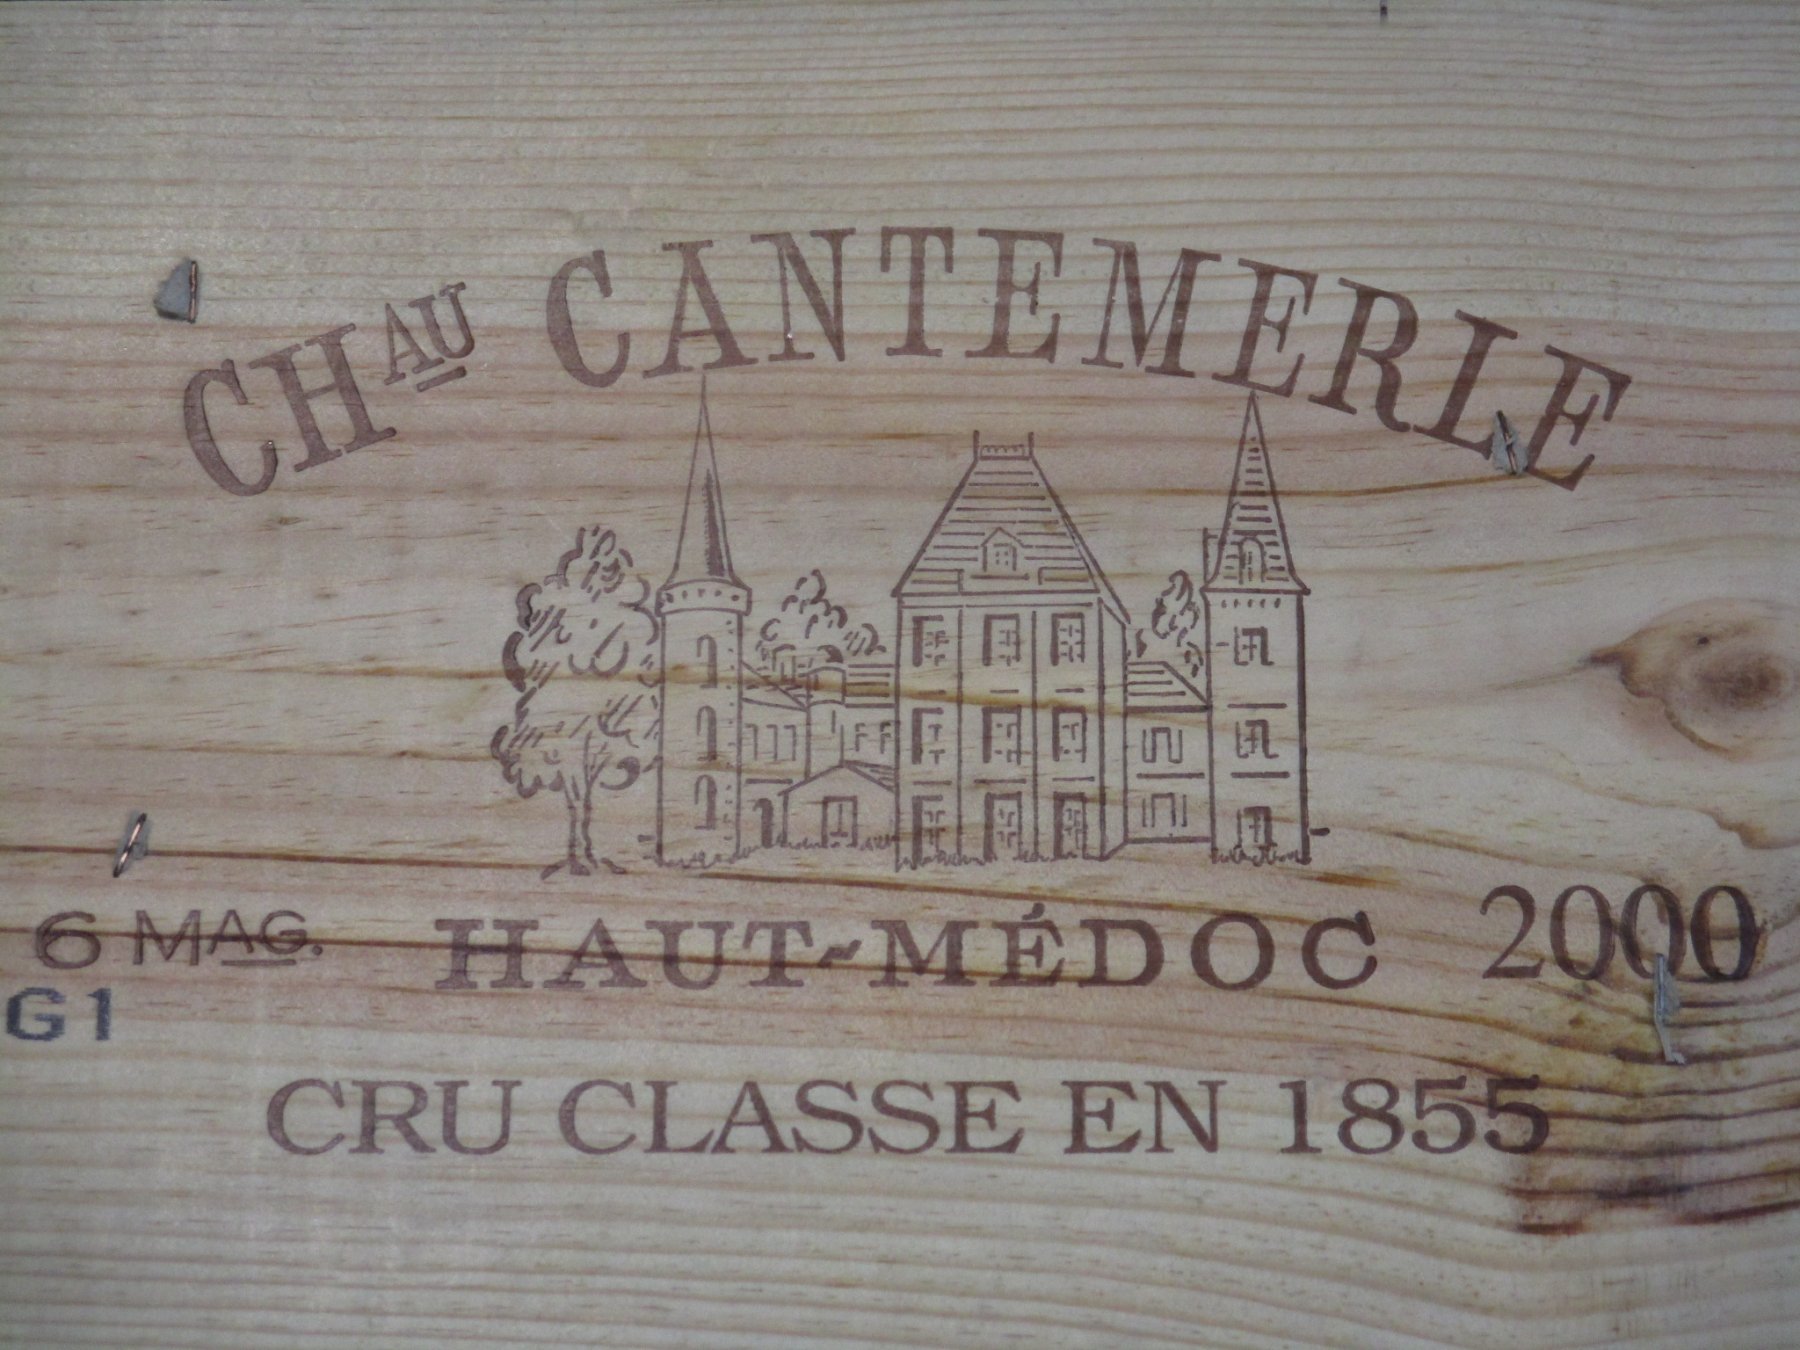 CHAU CANTEMERLE
6 MAG. HAUT-MÉDOC 2000
G1
CRU CLASSE EN 1855